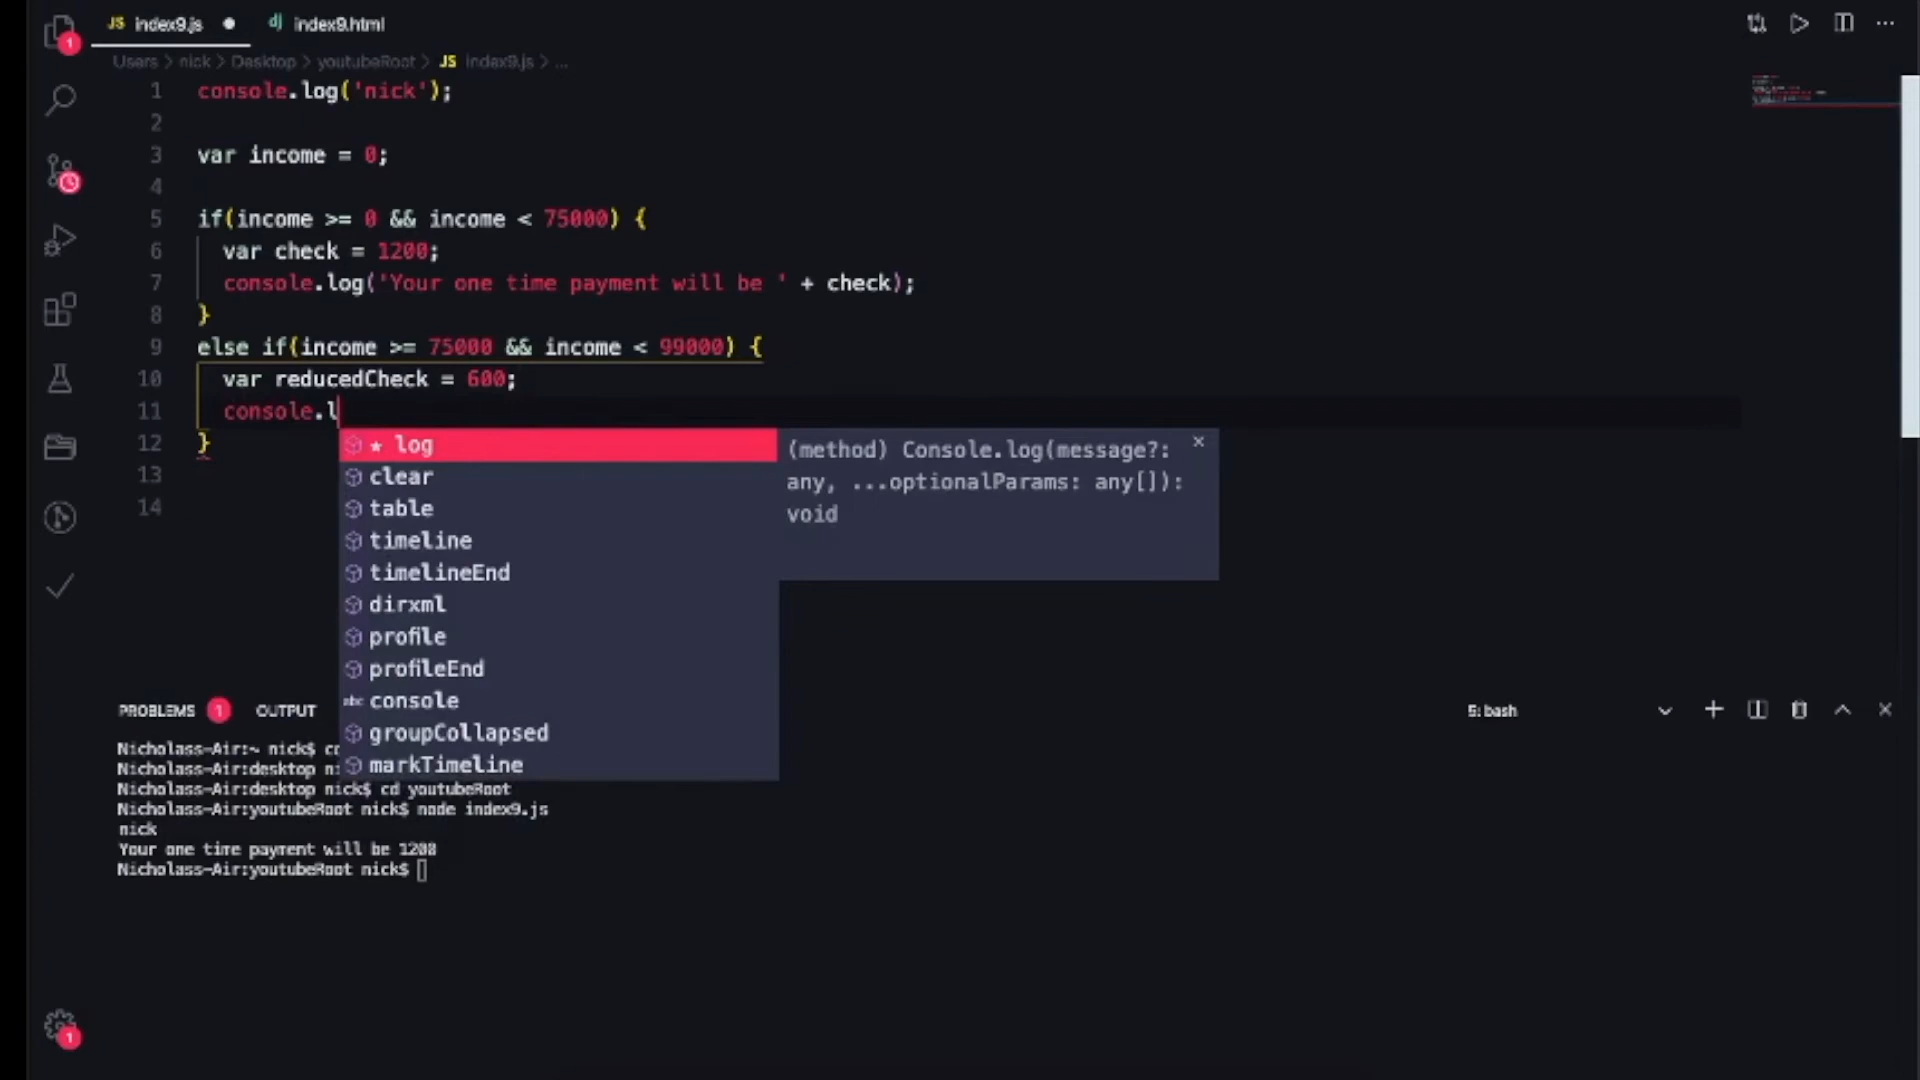 JS index9.js ● dj index9.html
Users > nick > Desktop > youtubeRoot > JS index9.js > ...
1 console.log('nick');
2
3 var income = 0;
4
5 if(income >= 0 && income < 75000) {
6 var check = 1200;
7 console.log('Your one time payment will be ' + check);
8 }
9 else if(income >= 75000 && income < 99000) {
10 var reducedCheck = 600;
11 console.l
12 }
13
14
★ log
clear
table
timeline
timelineEnd
dirxml
profile
profileEnd
console
groupCollapsed
markTimeline
(method) Console.log(message?:
any, ...optionalParams: any[]):
void
PROBLEMS 1 OUTPUT 5: bash
Nicholass-Air:~ nick$ c
Nicholass-Air:desktop ni
Nicholass-Air:desktop nick$ cd youtubeRoot
Nicholass-Air:youtubeRoot nick$ node index9.js
nick
Your one time payment will be 1200
Nicholass-Air:youtubeRoot nick$
1
1